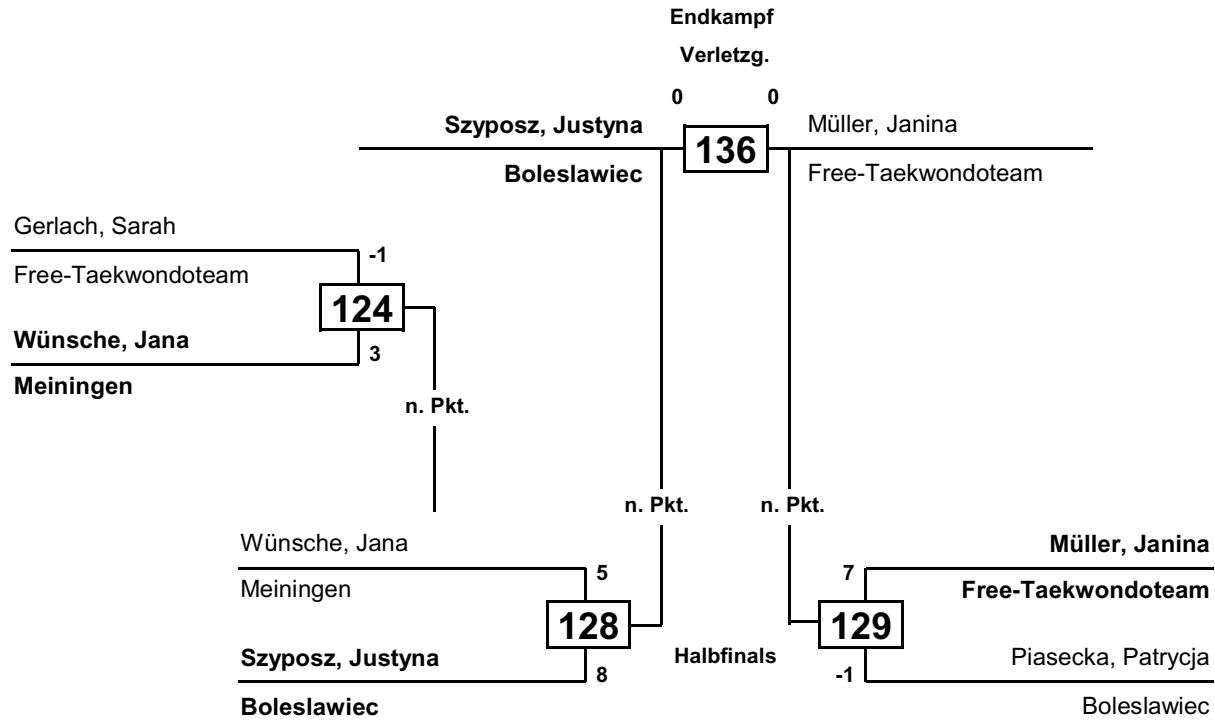 Endkampf
Verletzg.
0 0
Szyposz, Justyna 136 Müller, Janina
Boleslawiec Free-Taekwondoteam
Gerlach, Sarah
-1
Free-Taekwondoteam
124
Wünsche, Jana
3
Meiningen
n. Pkt.
n. Pkt. n. Pkt.
Wünsche, Jana Müller, Janina
5 7
Meiningen Free-Taekwondoteam
128 129
Szyposz, Justyna Halbfinals Piasecka, Patrycja
8 -1
Boleslawiec Boleslawiec